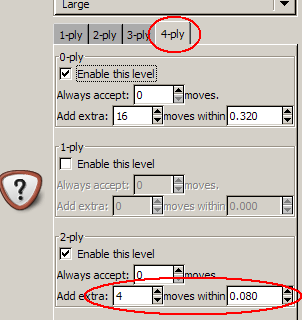 Large
1-ply 2-ply 3-ply 4-ply
0-ply
Enable this level
Always accept: 0 moves.
Add extra: 16 moves within 0.320
1-ply
Enable this level
Always accept: 0 moves.
Add extra: 0 moves within 0.000
2-ply
Enable this level
Always accept: 0 moves.
Add extra: 4 moves within 0.080
?